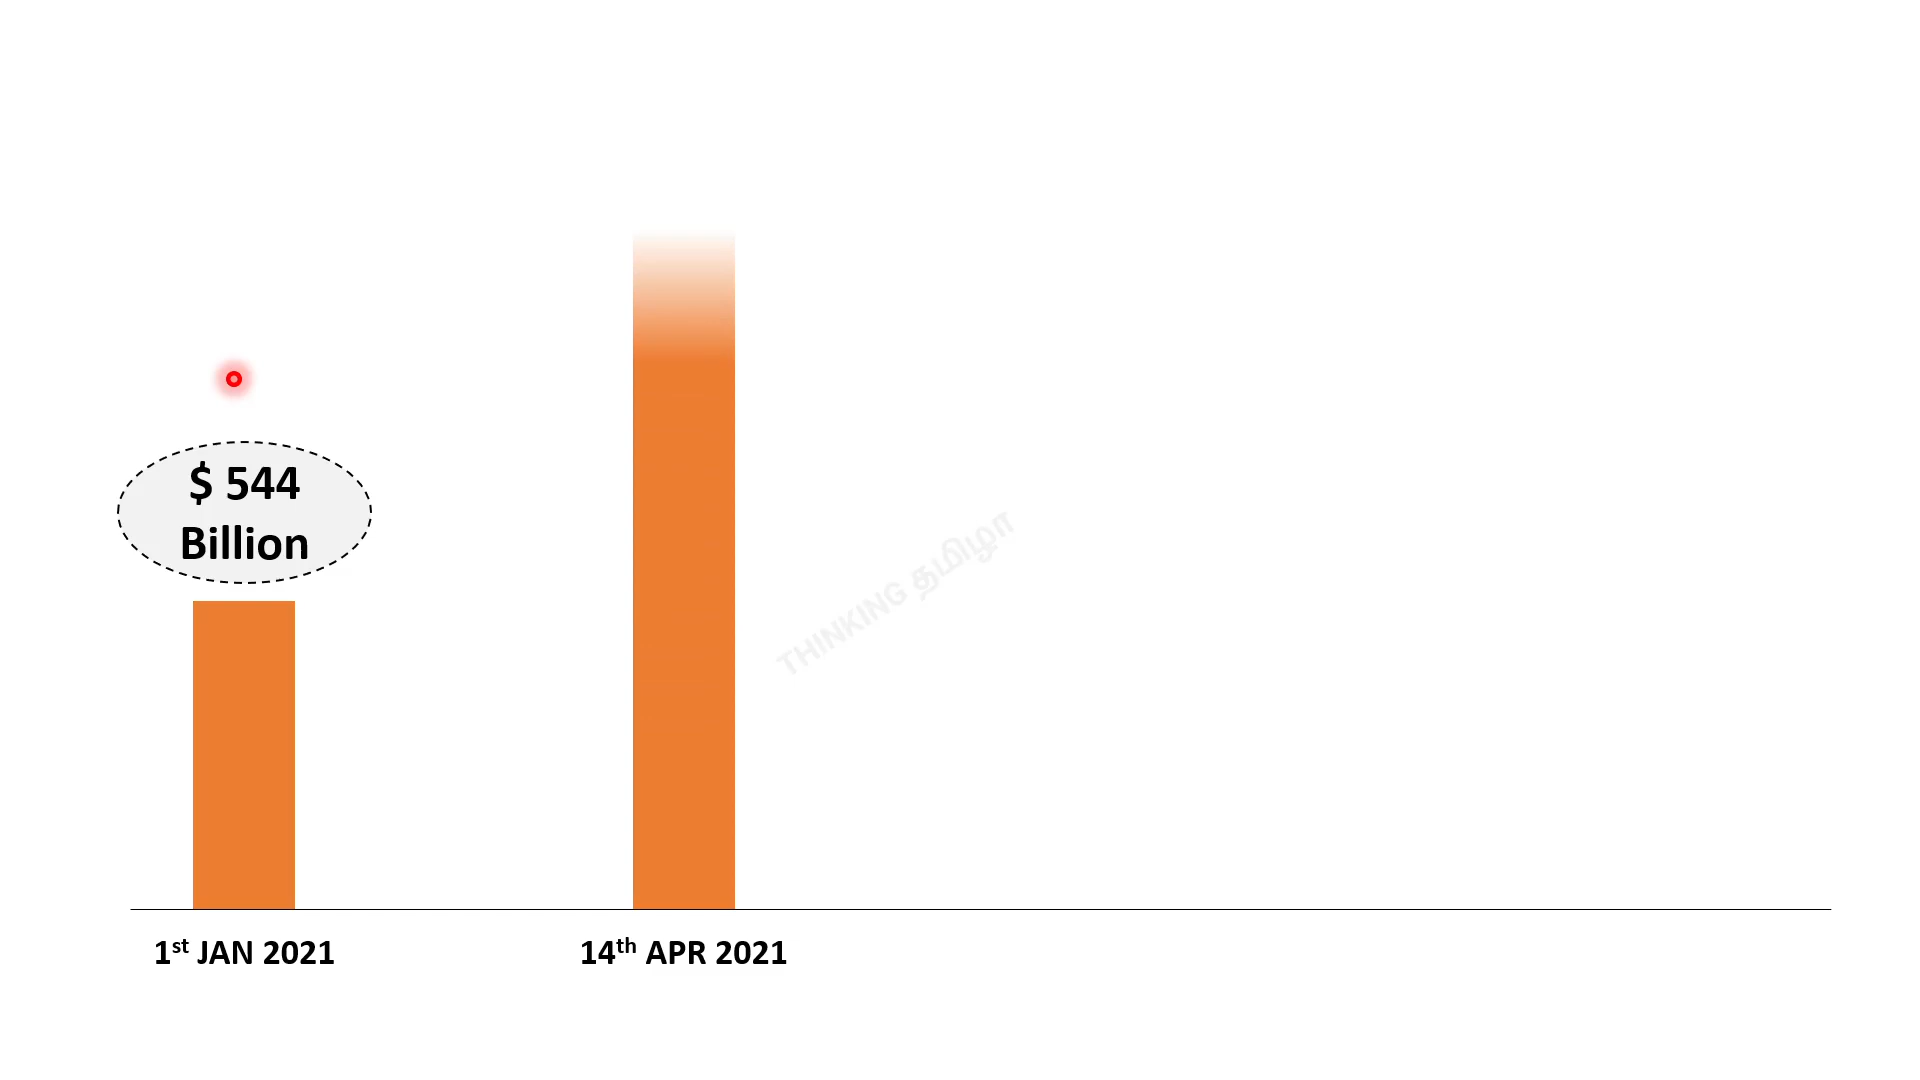 $ 544
Billion
THINKING தமிழா
1st JAN 2021
14th APR 2021